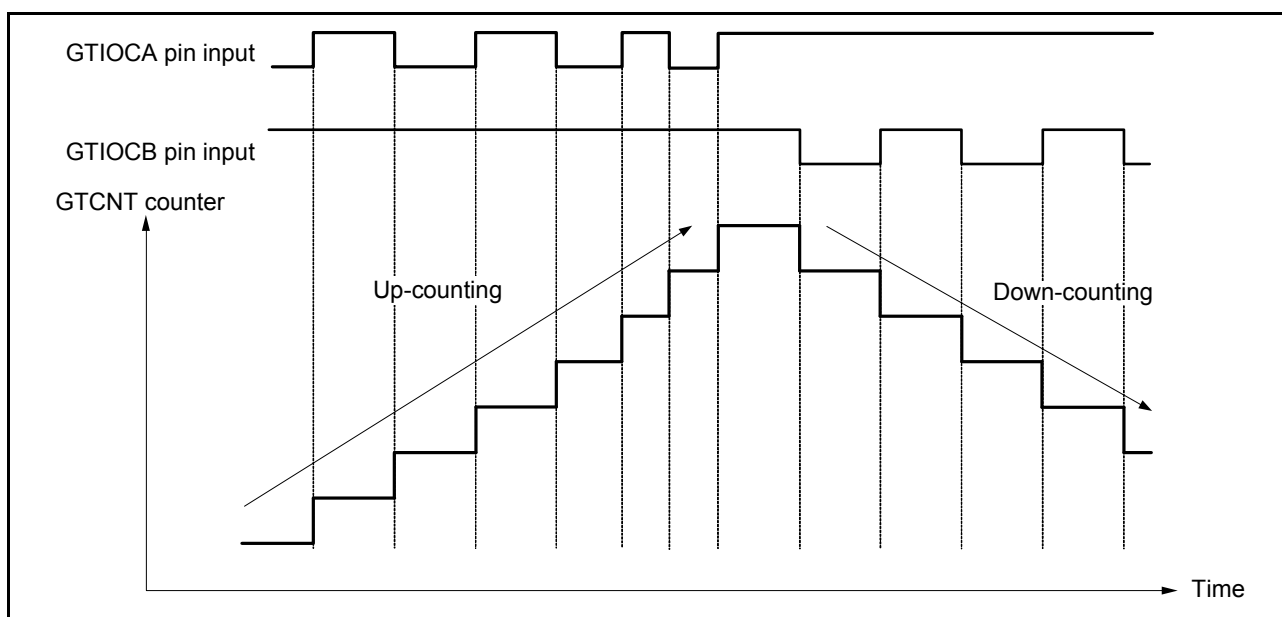 GTIOCA pin input
GTIOCB pin input
GTCNT counter
Up-counting
Down-counting
Time